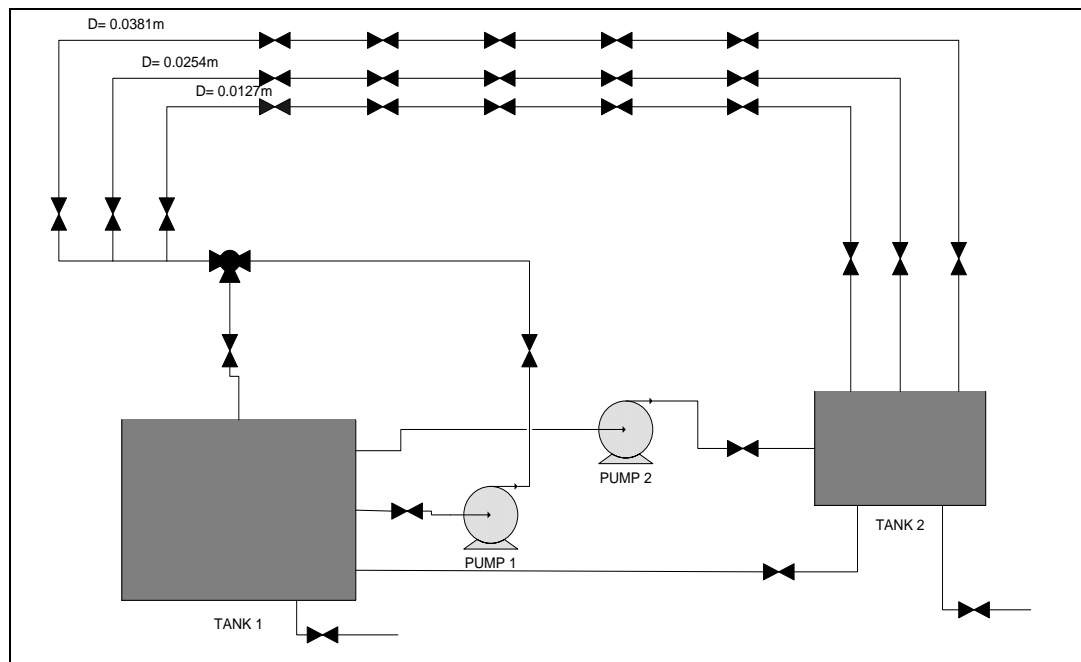 D= 0.0381m
D= 0.0254m
D= 0.0127m
PUMP 2
TANK 2
PUMP 1
TANK 1